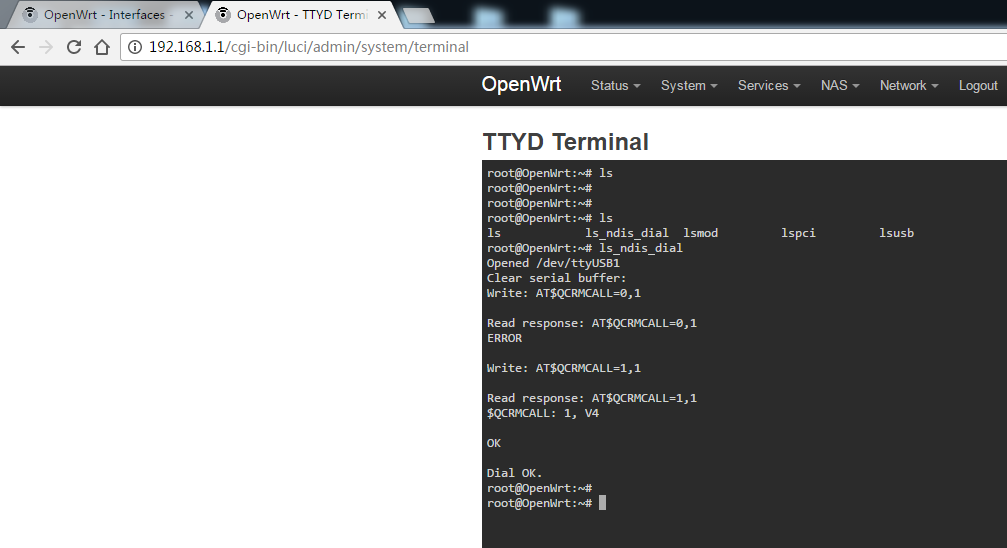 OpenWrt - Interfaces -
OpenWrt - TTYD Termi
192.168.1.1/cgi-bin/luci/admin/system/terminal
OpenWrt Status System Services NAS Network Logout
TTYD Terminal
root@OpenWrt:~# ls
root@OpenWrt:~#
root@OpenWrt:~#
root@OpenWrt:~# ls
ls ls_ndis_dial lsmod lspci lsusb
root@OpenWrt:~# ls_ndis_dial
Opened /dev/ttyUSB1
Clear serial buffer:
Write: AT$QCRMCALL=0,1
Read response: AT$QCRMCALL=0,1
ERROR
Write: AT$QCRMCALL=1,1
Read response: AT$QCRMCALL=1,1
$QCRMCALL: 1, V4
OK
Dial OK.
root@OpenWrt:~#
root@OpenWrt:~#